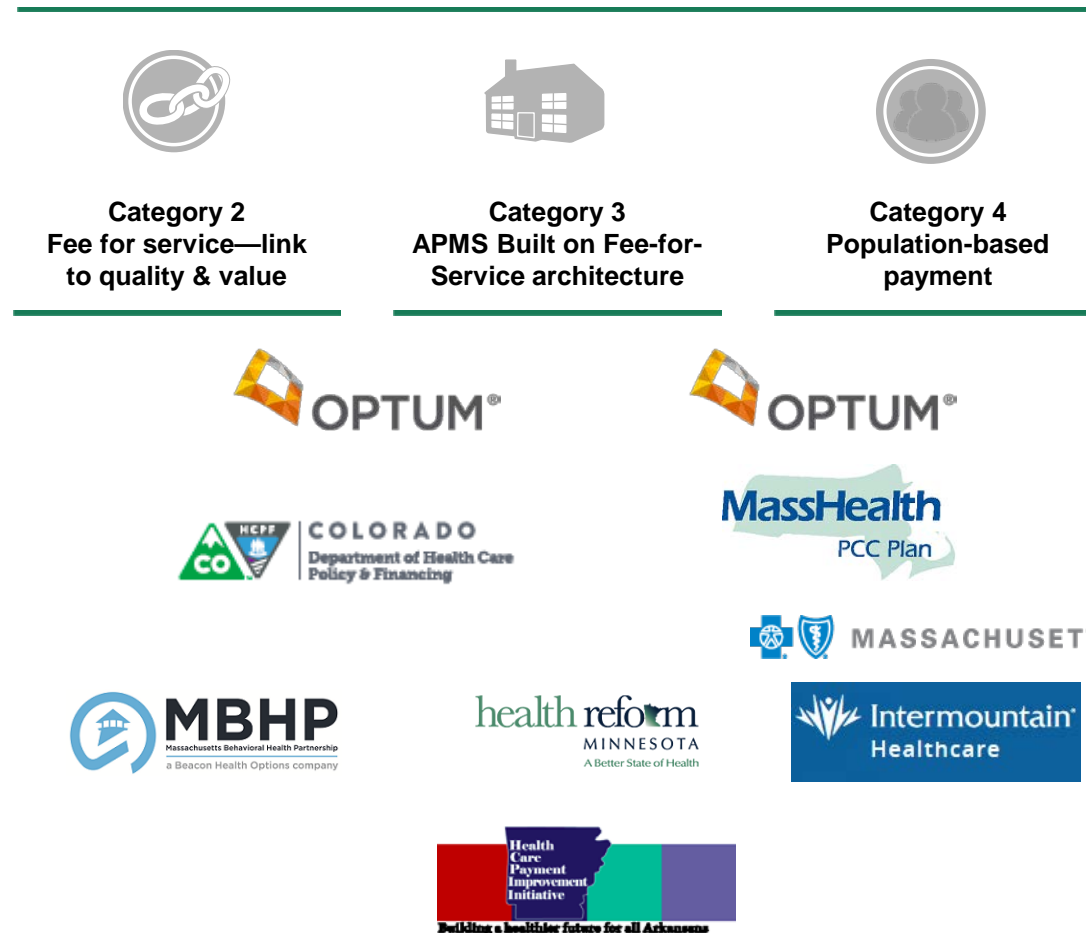 Category 2
Fee for service—link
to quality & value
Category 3
APMS Built on Fee-for-
Service architecture
Category 4
Population-based
payment
OPTUM®
OPTUM®
MassHealth
PCC Plan
HCPF
CO
COLORADO
Department of Health Care
Policy & Financing
MASSACHUSET
MBHP
Massachusetts Behavioral Health Partnership
a Beacon Health Options company
health reform
MINNESOTA
A Better State of Health
Intermountain®
Healthcare
Health
Care
Payment
Improvement
Initiative
Building a healthier future for all Arkansans